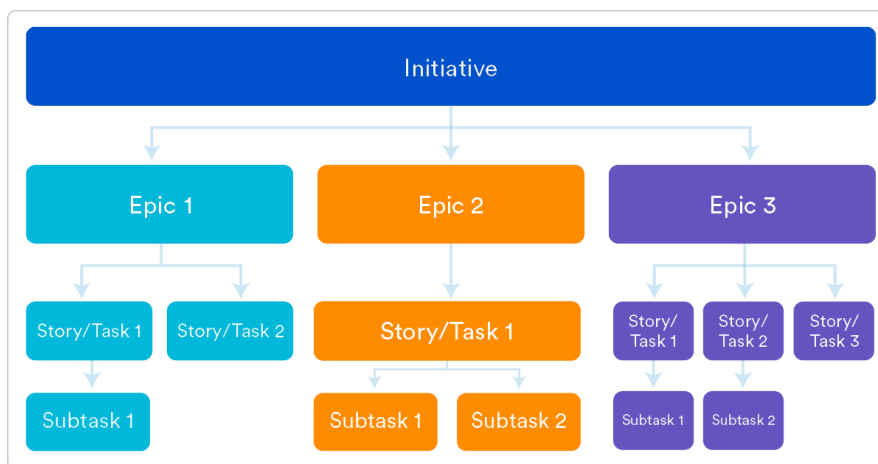 Initiative
Epic 1
Epic 2
Epic 3
Story/Task 1
Story/Task 2
Story/Task 1
Story/
Task 1
Story/
Task 2
Story/
Task 3
Subtask 1
Subtask 1
Subtask 2
Subtask 1
Subtask 2